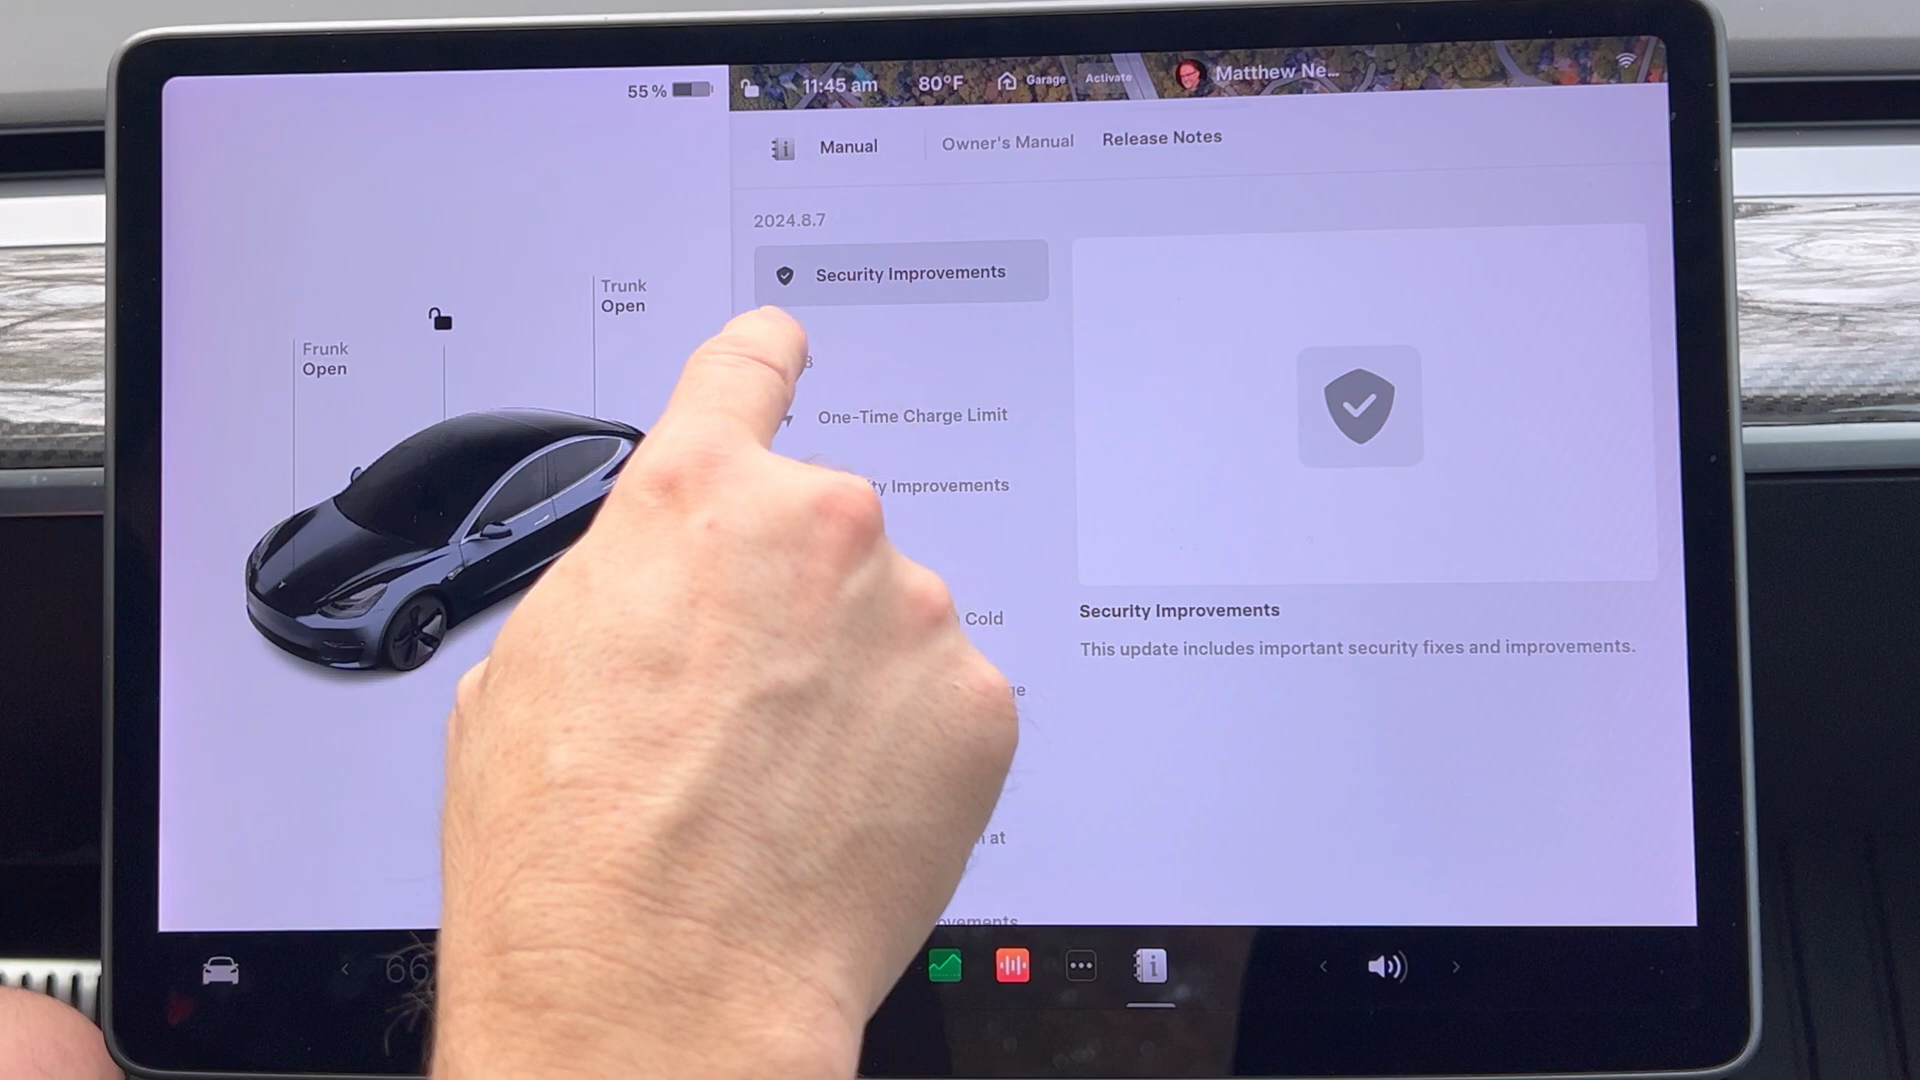 55 %
11:45 am
80°F
Garage
Activate
Matthew Ne...
Manual
Owner's Manual
Release Notes
2024.8.7
Security Improvements
Trunk
Open
Frunk
Open
One-Time Charge Limit
Improvements
Cold
at
Security Improvements
This update includes important security fixes and improvements.
66